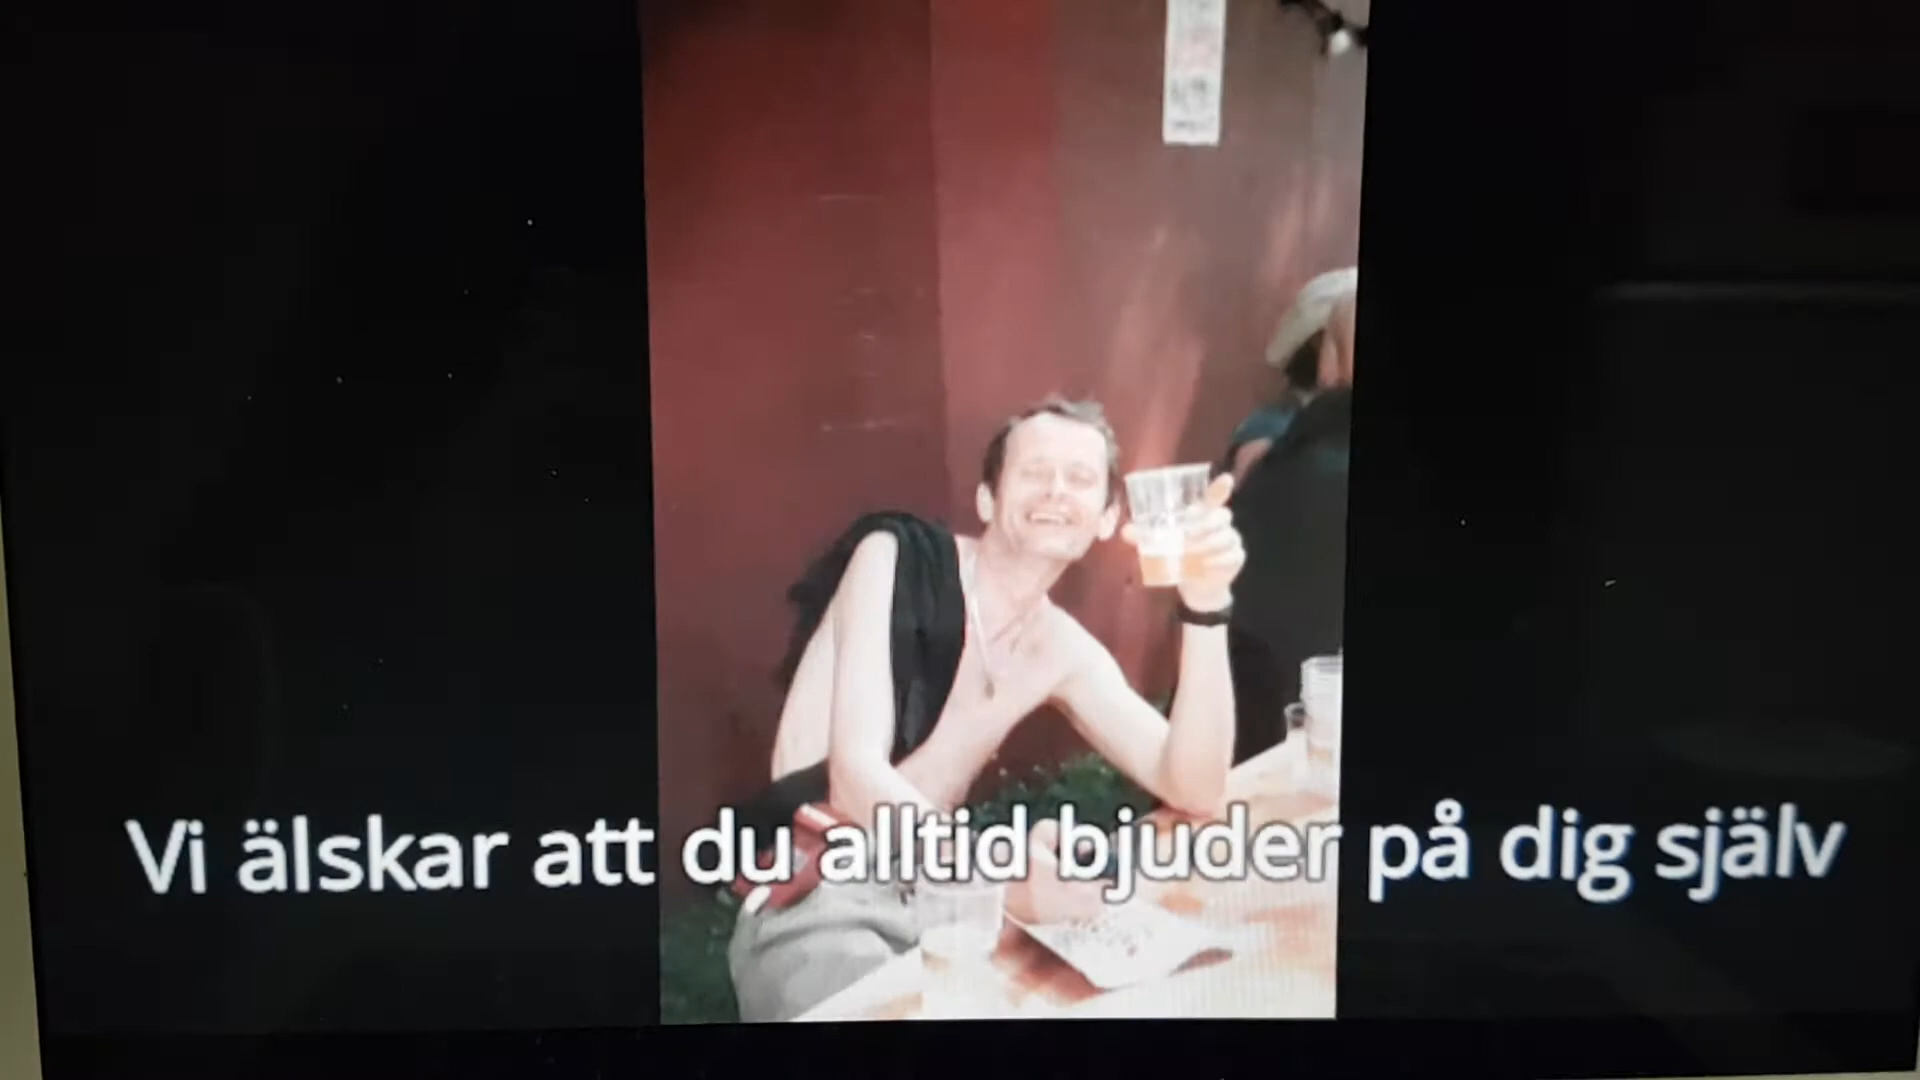 Vi älskar att du alltid bjuder på dig själv